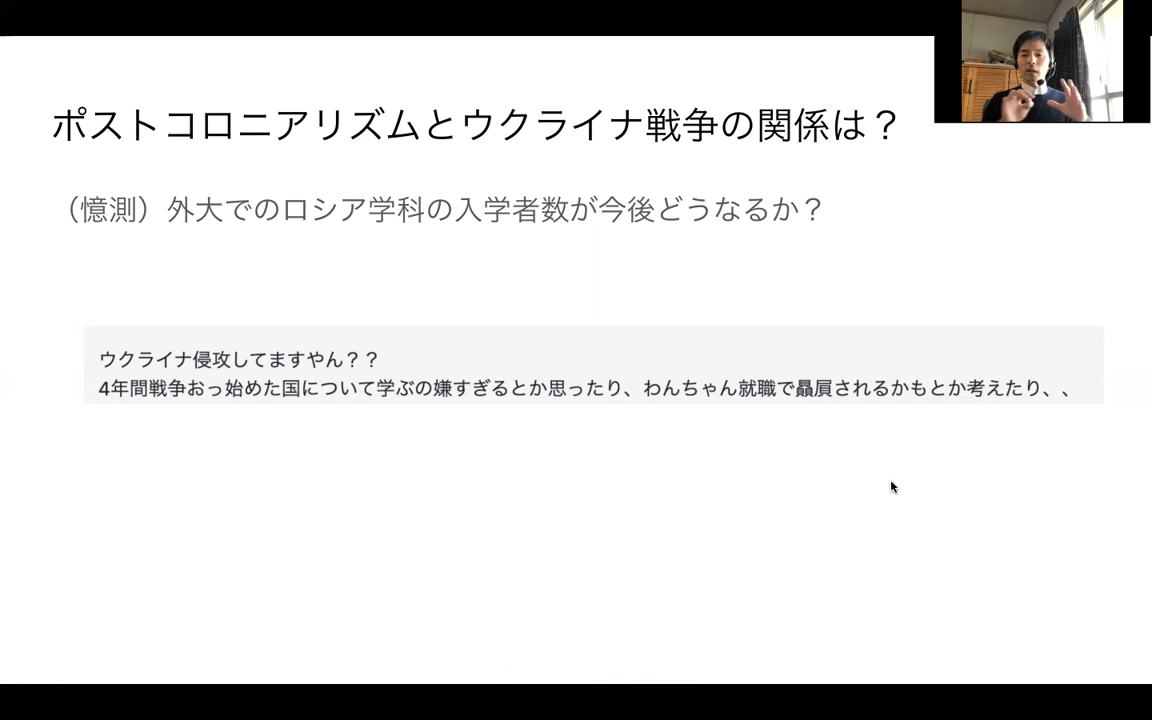 ポストコロニアリズムとウクライナ戦争の関係は？
（憶測）外大でのロシア学科の入学者数が今後どうなるか？
ウクライナ侵攻してますやん？？
4年間戦争おっ始めた国について学ぶの嫌すぎるとか思ったり、わんちゃん就職で贔屓されるかもとか考えたり、、